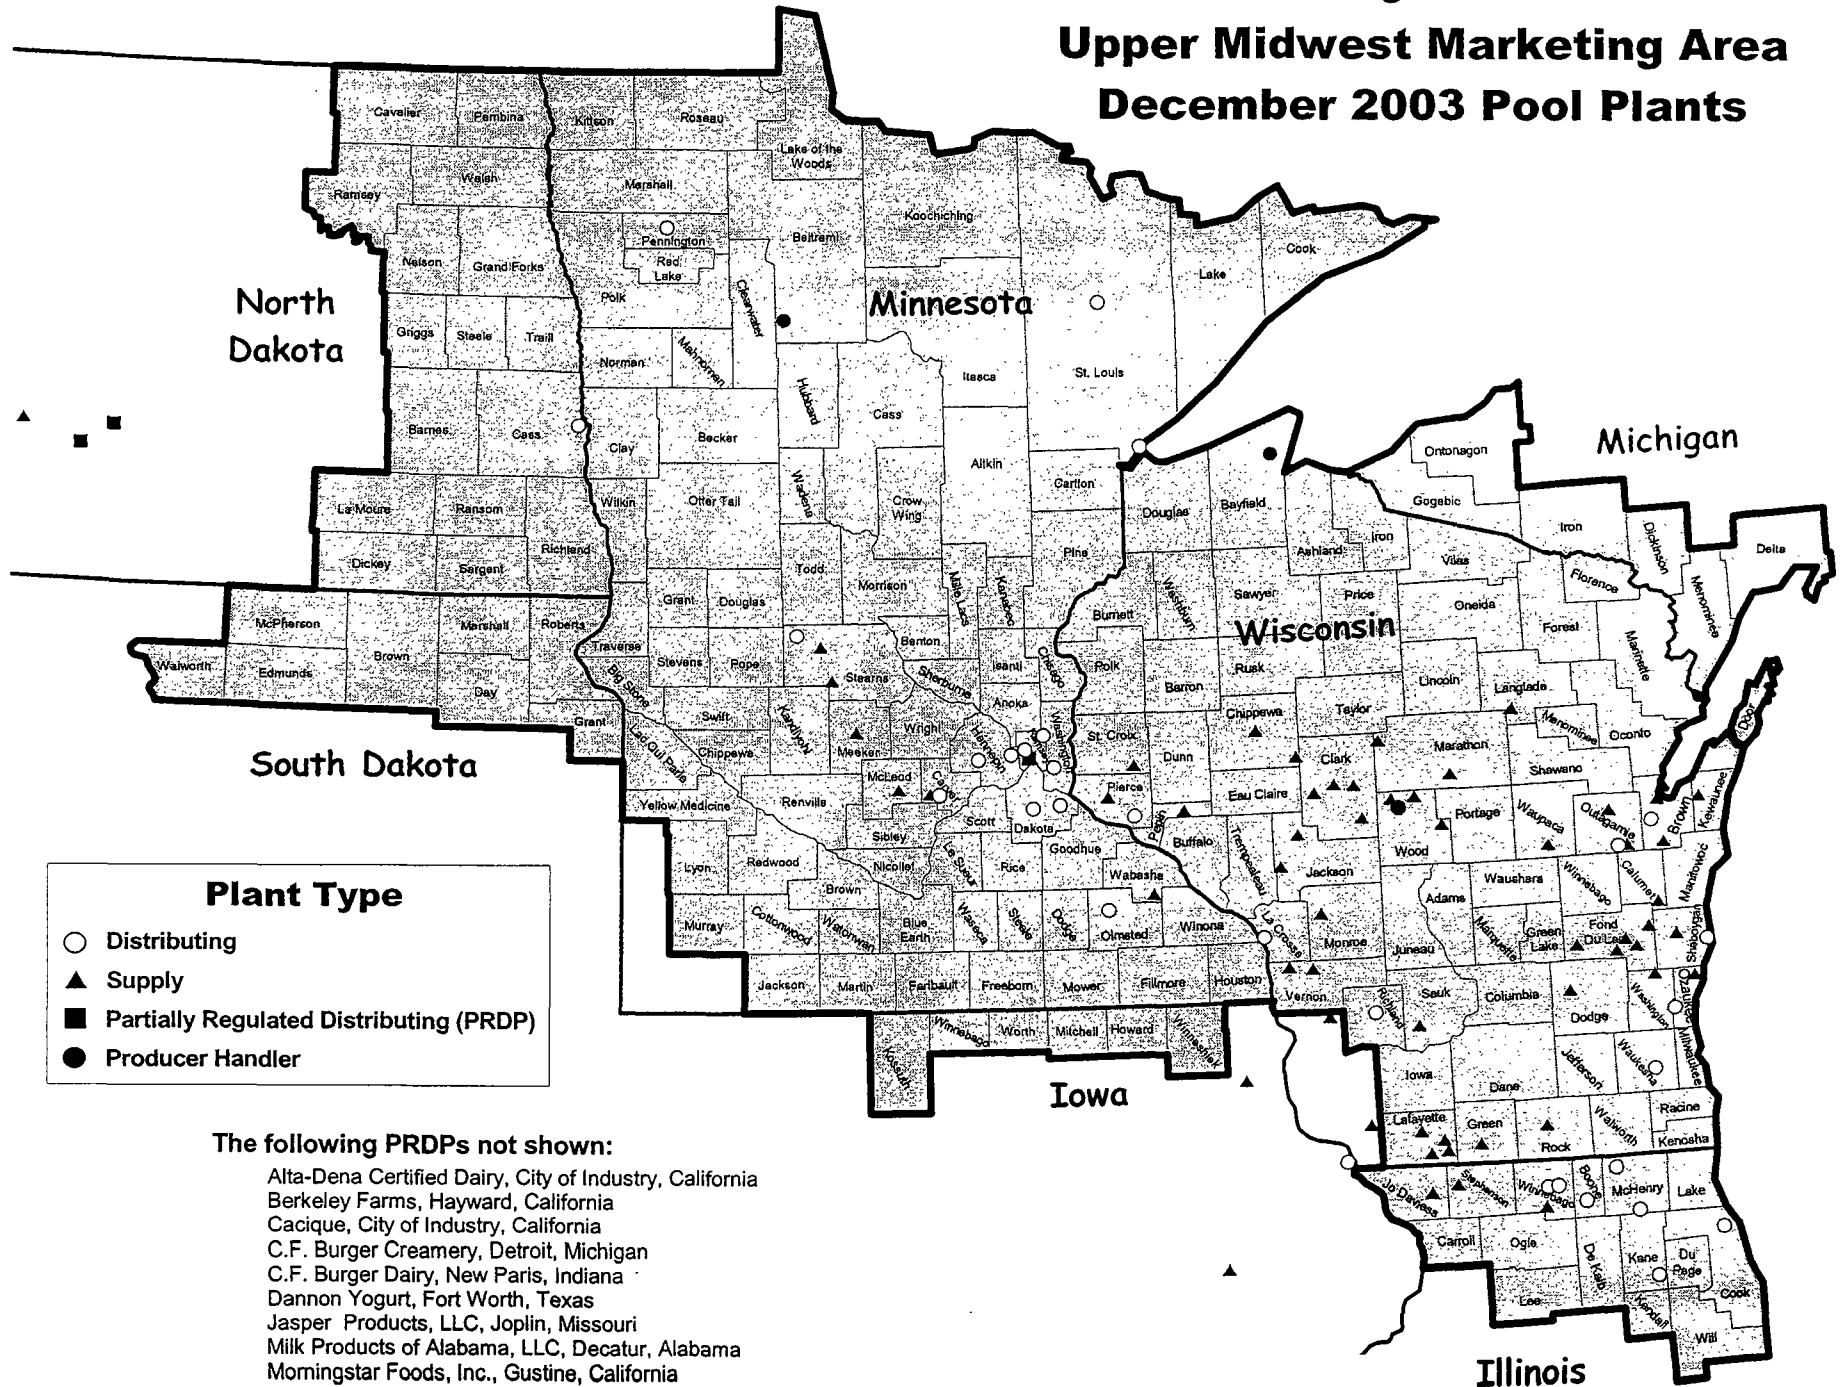 Upper Midwest Marketing Area
December 2003 Pool Plants
North
Dakota
Minnesota
Michigan
Wisconsin
South Dakota
Iowa
Illinois
Cavalier
Pembina
Kittson
Roseau
Lake of the
Woods
Ramsey
Walsh
Marshall
Koochiching
Beltrami
Pennington
Red
Lake
Nelson
Grand Forks
Polk
Clearwater
Cook
Lake
Griggs
Steele
Traill
Norman
Mahnomen
Hubbard
Itasca
St. Louis
Cass
Barnes
Cass
Clay
Becker
Aitkin
Carlton
Ontonagon
Gogebic
Iron
Dickinson
Delta
Menominee
La Moure
Ransom
Richland
Wilkin
Otter Tail
Wadena
Crow
Wing
Pine
Douglas
Bayfield
Ashland
Iron
Vilas
Florence
Dickey
Sargent
Todd
Morrison
Mille Lacs
Kanabec
Burnett
Washburn
Sawyer
Price
Oneida
Forest
Marinette
McPherson
Marshall
Roberts
Traverse
Grant
Douglas
Benton
Walworth
Edmunds
Brown
Day
Grant
Big Stone
Stevens
Pope
Stearns
Sherburne
Isanti
Chisago
Polk
Barron
Rusk
Lincoln
Langlade
Anoka
Swift
Kandiyohi
Wright
Hennepin
Washington
St. Croix
Chippewa
Taylor
Menominee
Oconto
Door
Lac Qui Parle
Chippewa
Meeker
McLeod
Carver
Dunn
Clark
Marathon
Shawano
Yellow Medicine
Renville
Sibley
Scott
Dakota
Pierce
Pepin
Eau Claire
Portage
Waupaca
Outagamie
Brown
Kewaunee
Lyon
Redwood
Nicollet
Le Sueur
Rice
Goodhue
Wabasha
Buffalo
Trempealeau
Jackson
Wood
Adams
Waushara
Winnebago
Calumet
Manitowoc
Brown
Murray
Cottonwood
Watonwan
Blue
Earth
Waseca
Steele
Dodge
Olmsted
Winona
La Crosse
Monroe
Juneau
Marquette
Green
Lake
Fond
Du Lac
Sheboygan
Jackson
Martin
Faribault
Freeborn
Mower
Fillmore
Houston
Vernon
Richland
Sauk
Columbia
Dodge
Washington
Ozaukee
Kossuth
Winnebago
Worth
Mitchell
Howard
Winneshiek
Iowa
Dane
Jefferson
Waukesha
Milwaukee
Lafayette
Green
Rock
Walworth
Racine
Kenosha
Jo Daviess
Stephenson
Winnebago
Boone
McHenry
Lake
Carroll
Ogle
De Kalb
Kane
Du
Page
Cook
Lee
Kendall
Will
Plant Type
Distributing
Supply
Partially Regulated Distributing (PRDP)
Producer Handler
The following PRDPs not shown:
Alta-Dena Certified Dairy, City of Industry, California
Berkeley Farms, Hayward, California
Cacique, City of Industry, California
C.F. Burger Creamery, Detroit, Michigan
C.F. Burger Dairy, New Paris, Indiana
Dannon Yogurt, Fort Worth, Texas
Jasper Products, LLC, Joplin, Missouri
Milk Products of Alabama, LLC, Decatur, Alabama
Morningstar Foods, Inc., Gustine, California